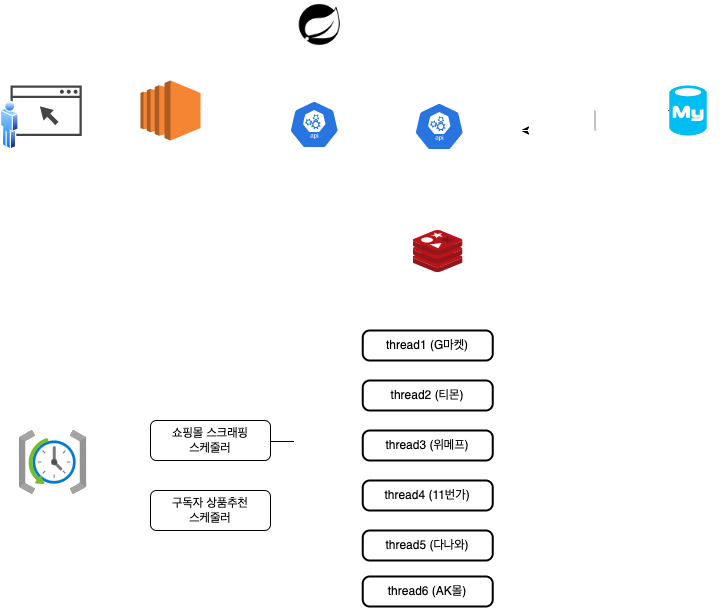 api
api
My
thread1 (G마켓)
thread2 (티몬)
쇼핑몰 스크래핑
스케줄러
thread3 (위메프)
구독자 상품추천
스케줄러
thread4 (11번가)
thread5 (다나와)
thread6 (AK몰)